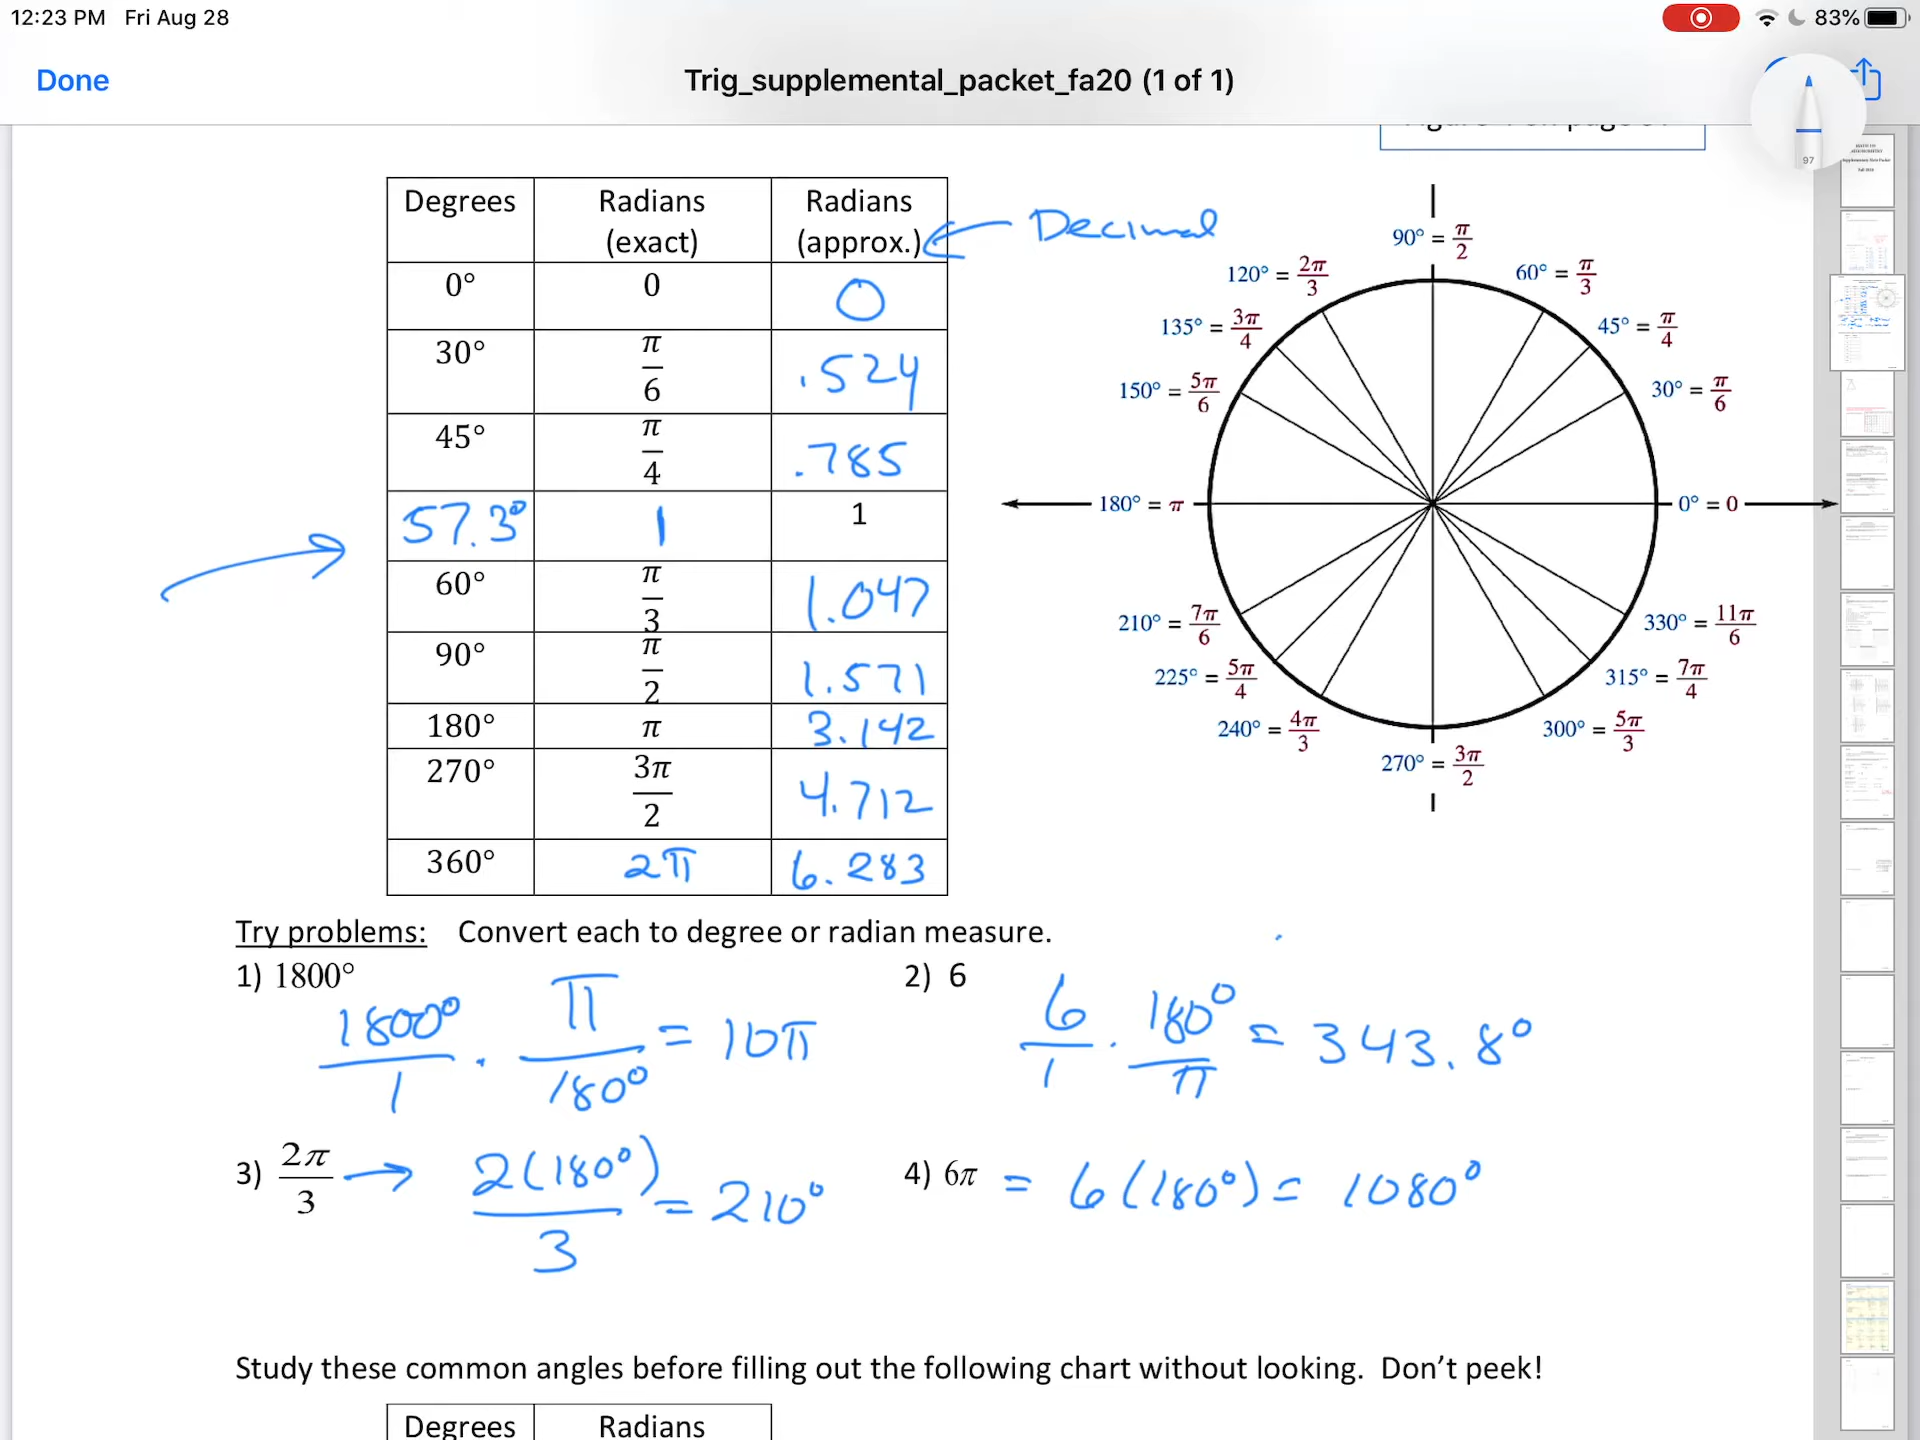 12:23 PM Fri Aug 28
83%
Done
Trig_supplemental_packet_fa20 (1 of 1)
97
Degrees Radians (exact) Radians (approx.)
Decimal
0° 0 0
30° π/6 .524
45° π/4 .785
57.3° 1 1
60° π/3 1.047
90° π/2 1.571
180° π 3.142
270° 3π/2 4.712
360° 2π 6.283
90° = π/2
120° = 2π/3
60° = π/3
135° = 3π/4
45° = π/4
150° = 5π/6
30° = π/6
180° = π
0° = 0
210° = 7π/6
330° = 11π/6
225° = 5π/4
315° = 7π/4
240° = 4π/3
300° = 5π/3
270° = 3π/2
Try problems: Convert each to degree or radian measure.
1) 1800°
1800°/1 · π/180° = 10π
2) 6
6/1 · 180°/π = 343.8°
3) 2π/3 → 2(180°)/3 = 210°
4) 6π = 6(180°) = 1080°
Study these common angles before filling out the following chart without looking. Don't peek!
Degrees Radians